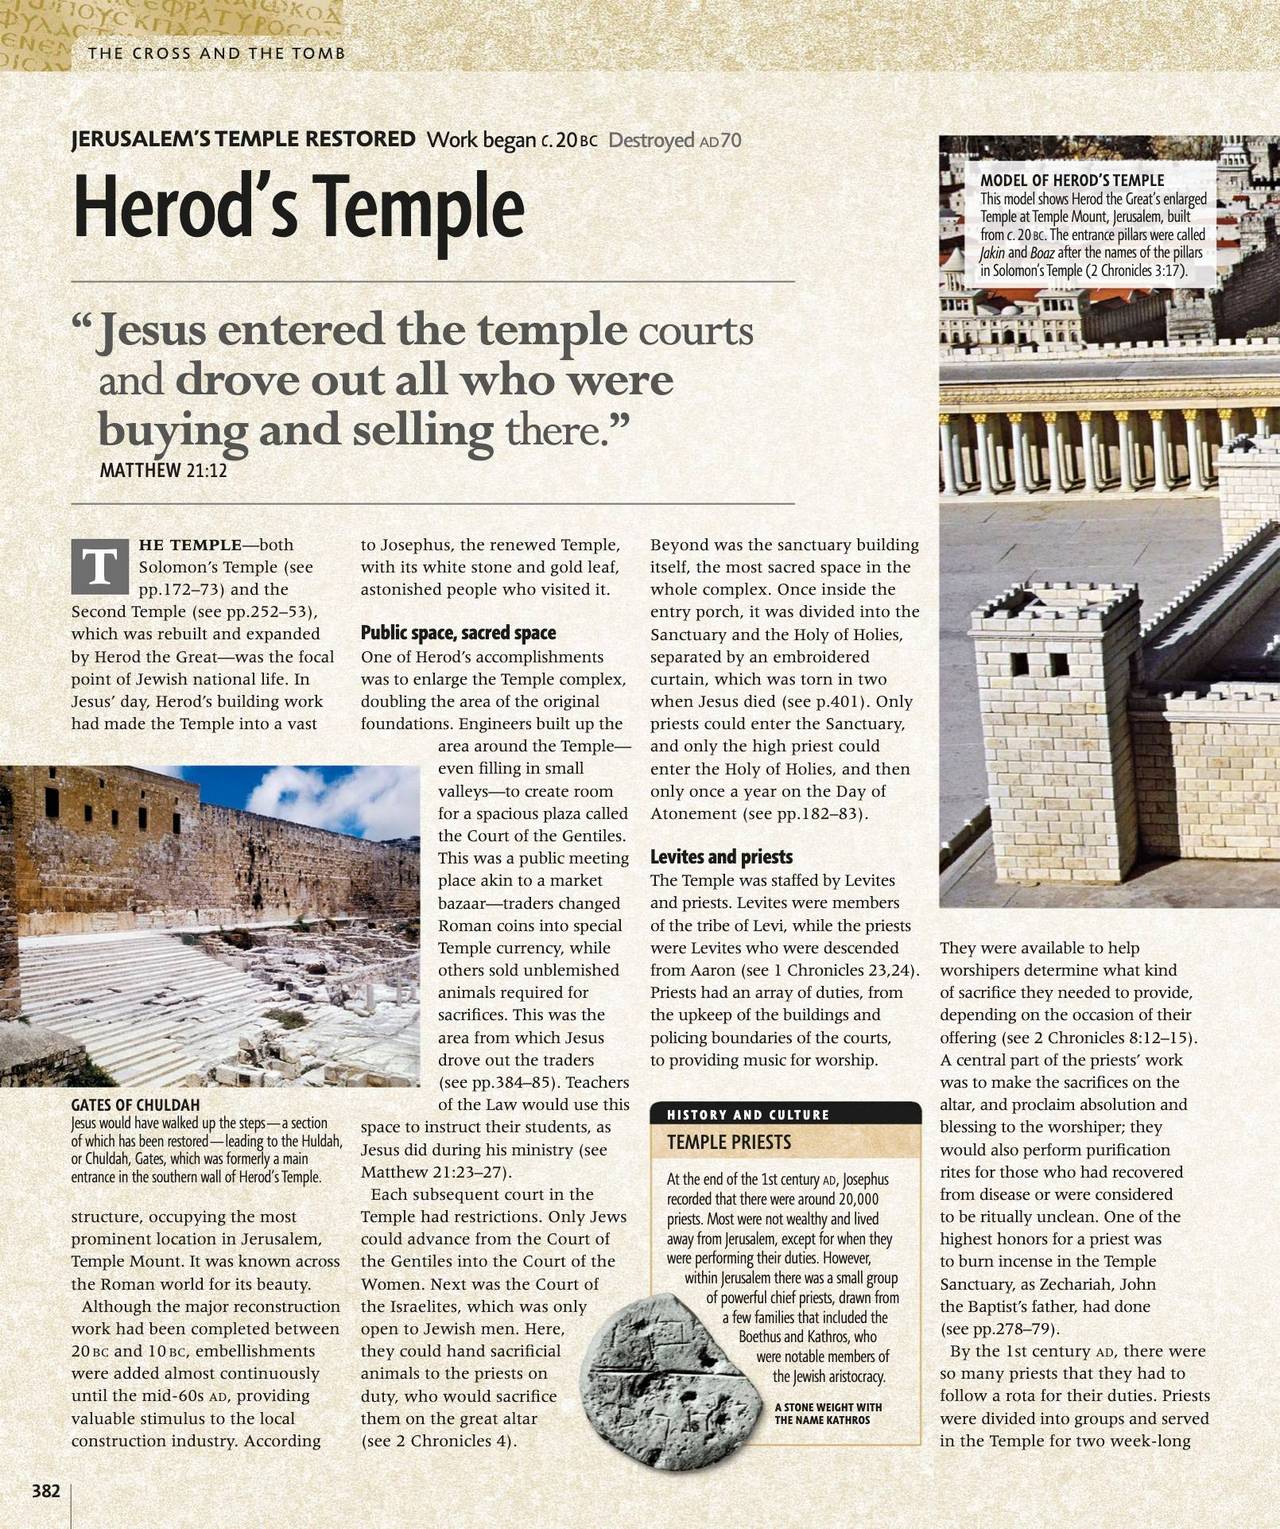 THE CROSS AND THE TOMB
JERUSALEM'S TEMPLE RESTORED Work began c. 20 BC Destroyed AD 70
Herod's Temple
“Jesus entered the temple courts
and drove out all who were
buying and selling there.”
MATTHEW 21:12
THE TEMPLE—both
Solomon's Temple (see
pp.172–73) and the
Second Temple (see pp.252–53),
which was rebuilt and expanded
by Herod the Great—was the focal
point of Jewish national life. In
Jesus' day, Herod's building work
had made the Temple into a vast
GATES OF CHULDAH
Jesus would have walked up the steps—a section
of which has been restored—leading to the Huldah,
or Chuldah, Gates, which was formerly a main
entrance in the southern wall of Herod's Temple.
structure, occupying the most
prominent location in Jerusalem,
Temple Mount. It was known across
the Roman world for its beauty.
Although the major reconstruction
work had been completed between
20 BC and 10 BC, embellishments
were added almost continuously
until the mid-60s AD, providing
valuable stimulus to the local
construction industry. According
to Josephus, the renewed Temple,
with its white stone and gold leaf,
astonished people who visited it.
Public space, sacred space
One of Herod's accomplishments
was to enlarge the Temple complex,
doubling the area of the original
foundations. Engineers built up the
area around the Temple—
even filling in small
valleys—to create room
for a spacious plaza called
the Court of the Gentiles.
This was a public meeting
place akin to a market
bazaar—traders changed
Roman coins into special
Temple currency, while
others sold unblemished
animals required for
sacrifices. This was the
area from which Jesus
drove out the traders
(see pp.384–85). Teachers
of the Law would use this
space to instruct their students, as
Jesus did during his ministry (see
Matthew 21:23–27).
Each subsequent court in the
Temple had restrictions. Only Jews
could advance from the Court of
the Gentiles into the Court of the
Women. Next was the Court of
the Israelites, which was only
open to Jewish men. Here,
they could hand sacrificial
animals to the priests on
duty, who would sacrifice
them on the great altar
(see 2 Chronicles 4).
Beyond was the sanctuary building
itself, the most sacred space in the
whole complex. Once inside the
entry porch, it was divided into the
Sanctuary and the Holy of Holies,
separated by an embroidered
curtain, which was torn in two
when Jesus died (see p.401). Only
priests could enter the Sanctuary,
and only the high priest could
enter the Holy of Holies, and then
only once a year on the Day of
Atonement (see pp.182–83).
Levites and priests
The Temple was staffed by Levites
and priests. Levites were members
of the tribe of Levi, while the priests
were Levites who were descended
from Aaron (see 1 Chronicles 23,24).
Priests had an array of duties, from
the upkeep of the buildings and
policing boundaries of the courts,
to providing music for worship.
HISTORY AND CULTURE
TEMPLE PRIESTS
At the end of the 1st century AD, Josephus
recorded that there were around 20,000
priests. Most were not wealthy and lived
away from Jerusalem, except for when they
were performing their duties. However,
within Jerusalem there was a small group
of powerful chief priests, drawn from
a few families that included the
Boethus and Kathros, who
were notable members of
the Jewish aristocracy.
A STONE WEIGHT WITH
THE NAME KATHROS
MODEL OF HEROD'S TEMPLE
This model shows Herod the Great's enlarged
Temple at Temple Mount, Jerusalem, built
from c. 20 BC. The entrance pillars were called
Jakin and Boaz after the names of the pillars
in Solomon's Temple (2 Chronicles 3:17).
They were available to help
worshipers determine what kind
of sacrifice they needed to provide,
depending on the occasion of their
offering (see 2 Chronicles 8:12–15).
A central part of the priests' work
was to make the sacrifices on the
altar, and proclaim absolution and
blessing to the worshiper; they
would also perform purification
rites for those who had recovered
from disease or were considered
to be ritually unclean. One of the
highest honors for a priest was
to burn incense in the Temple
Sanctuary, as Zechariah, John
the Baptist's father, had done
(see pp.278–79).
By the 1st century AD, there were
so many priests that they had to
follow a rota for their duties. Priests
were divided into groups and served
in the Temple for two week-long
382